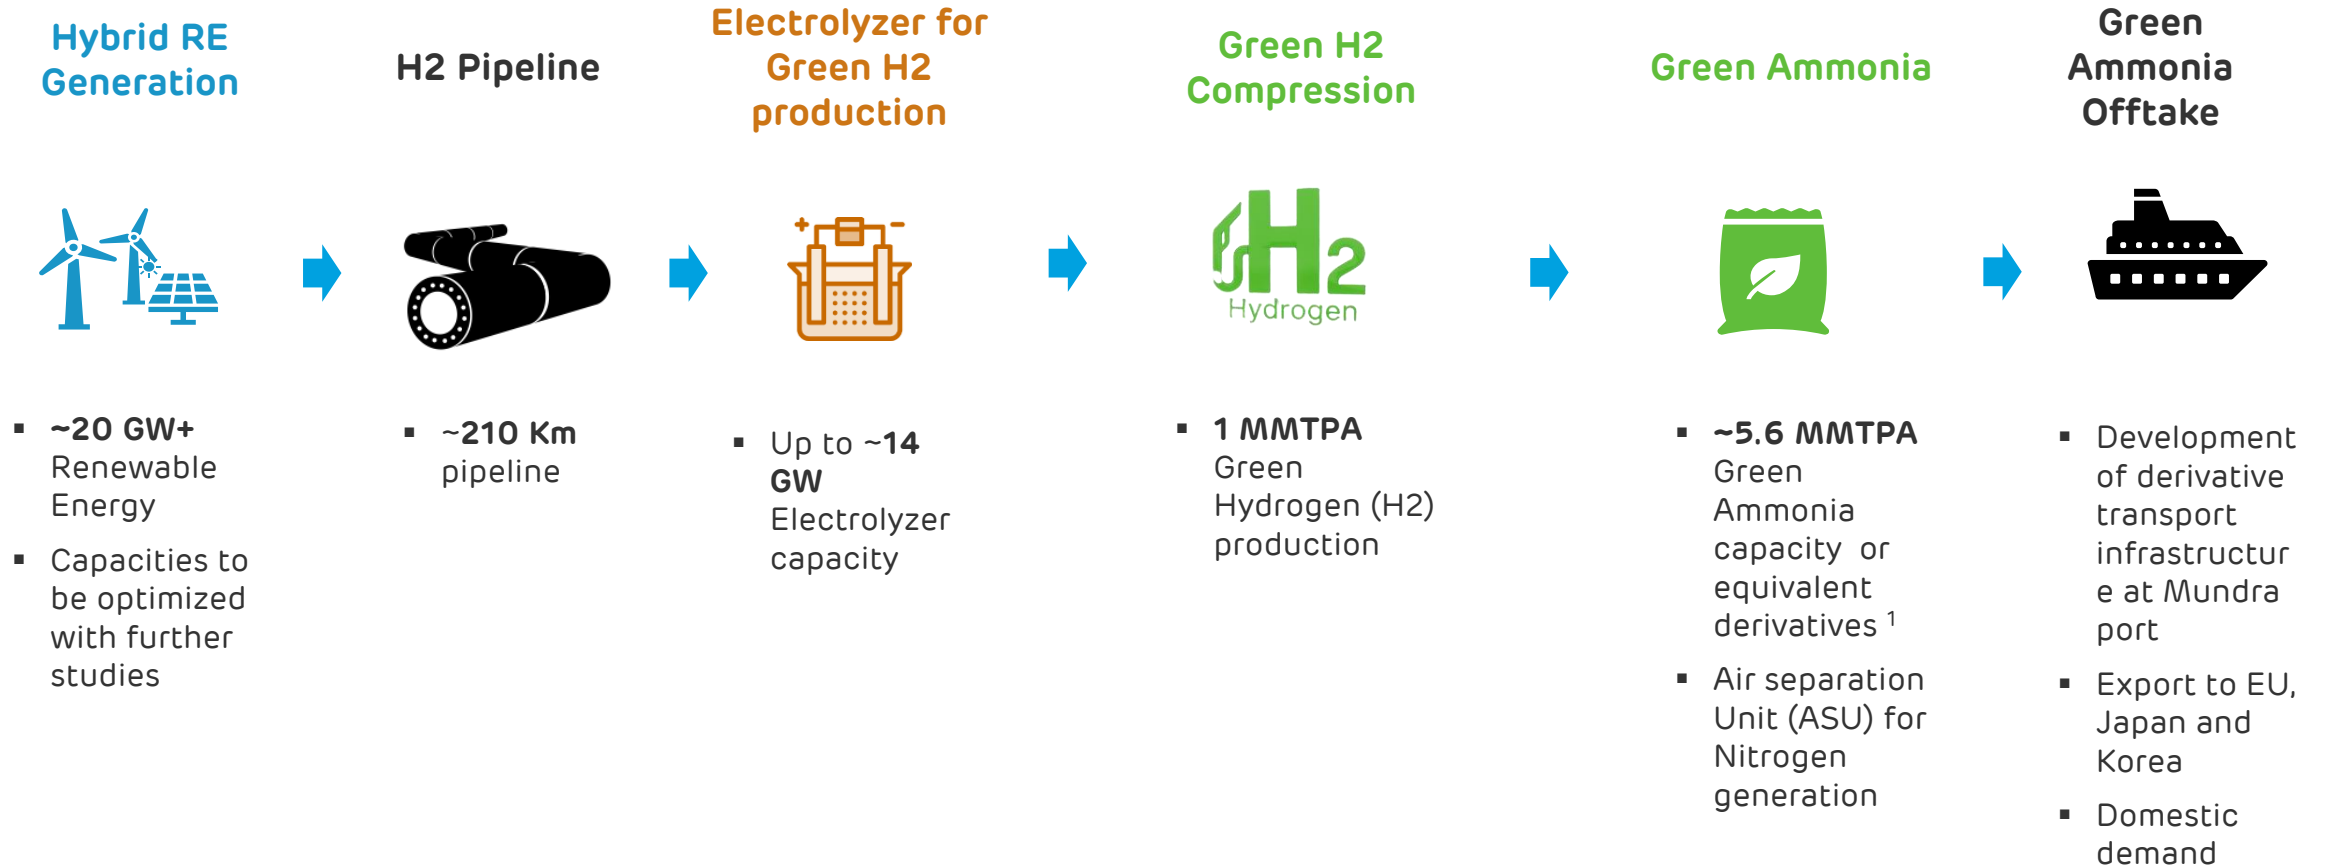 Hybrid RE
Generation
H2 Pipeline
Electrolyzer for
Green H2
production
Green H2
Compression
Green Ammonia
Green
Ammonia
Offtake
+ −
H2
Hydrogen
▪ ~20 GW+
Renewable
Energy
▪ Capacities to
be optimized
with further
studies
▪ ~210 Km
pipeline
▪ Up to ~14
GW
Electrolyzer
capacity
▪ 1 MMTPA
Green
Hydrogen (H2)
production
▪ ~5.6 MMTPA
Green
Ammonia
capacity or
equivalent
derivatives ¹
▪ Air separation
Unit (ASU) for
Nitrogen
generation
▪ Development
of derivative
transport
infrastructur
e at Mundra
port
▪ Export to EU,
Japan and
Korea
▪ Domestic
demand